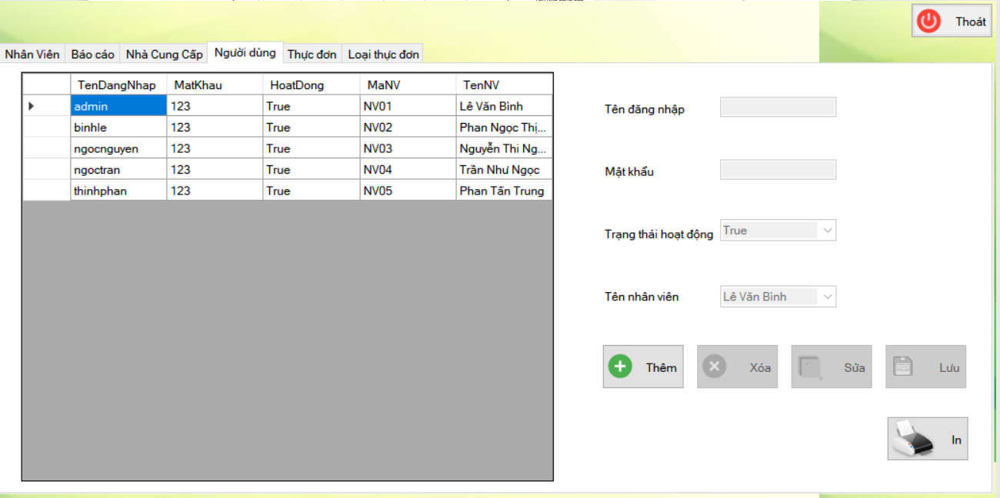 Thoát
Nhân Viên Báo cáo Nhà Cung Cấp Người dùng Thực đơn Loại thực đơn
TenDangNhap MatKhau HoatDong MaNV TenNV
admin 123 True NV01 Lê Văn Bình
binhle 123 True NV02 Phan Ngọc Thị...
ngocnguyen 123 True NV03 Nguyễn Thi Ng...
ngoctran 123 True NV04 Trần Như Ngọc
thinhphan 123 True NV05 Phan Tấn Trung
Tên đăng nhập
Mật khẩu
Trạng thái hoạt động True
Tên nhân viên Lê Văn Bình
Thêm Xóa Sửa Lưu
In